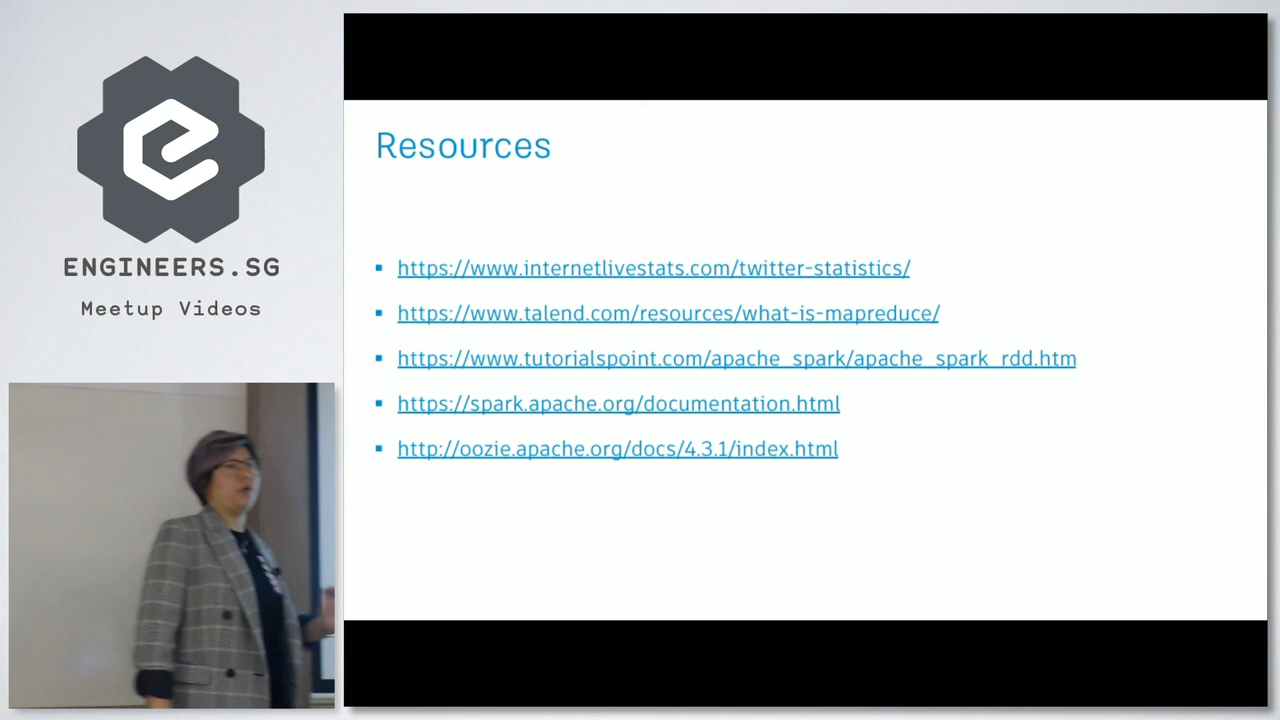 ENGINEERS.SG
Meetup Videos
Resources
https://www.internetlivestats.com/twitter-statistics/
https://www.talend.com/resources/what-is-mapreduce/
https://www.tutorialspoint.com/apache_spark/apache_spark_rdd.htm
https://spark.apache.org/documentation.html
http://oozie.apache.org/docs/4.3.1/index.html